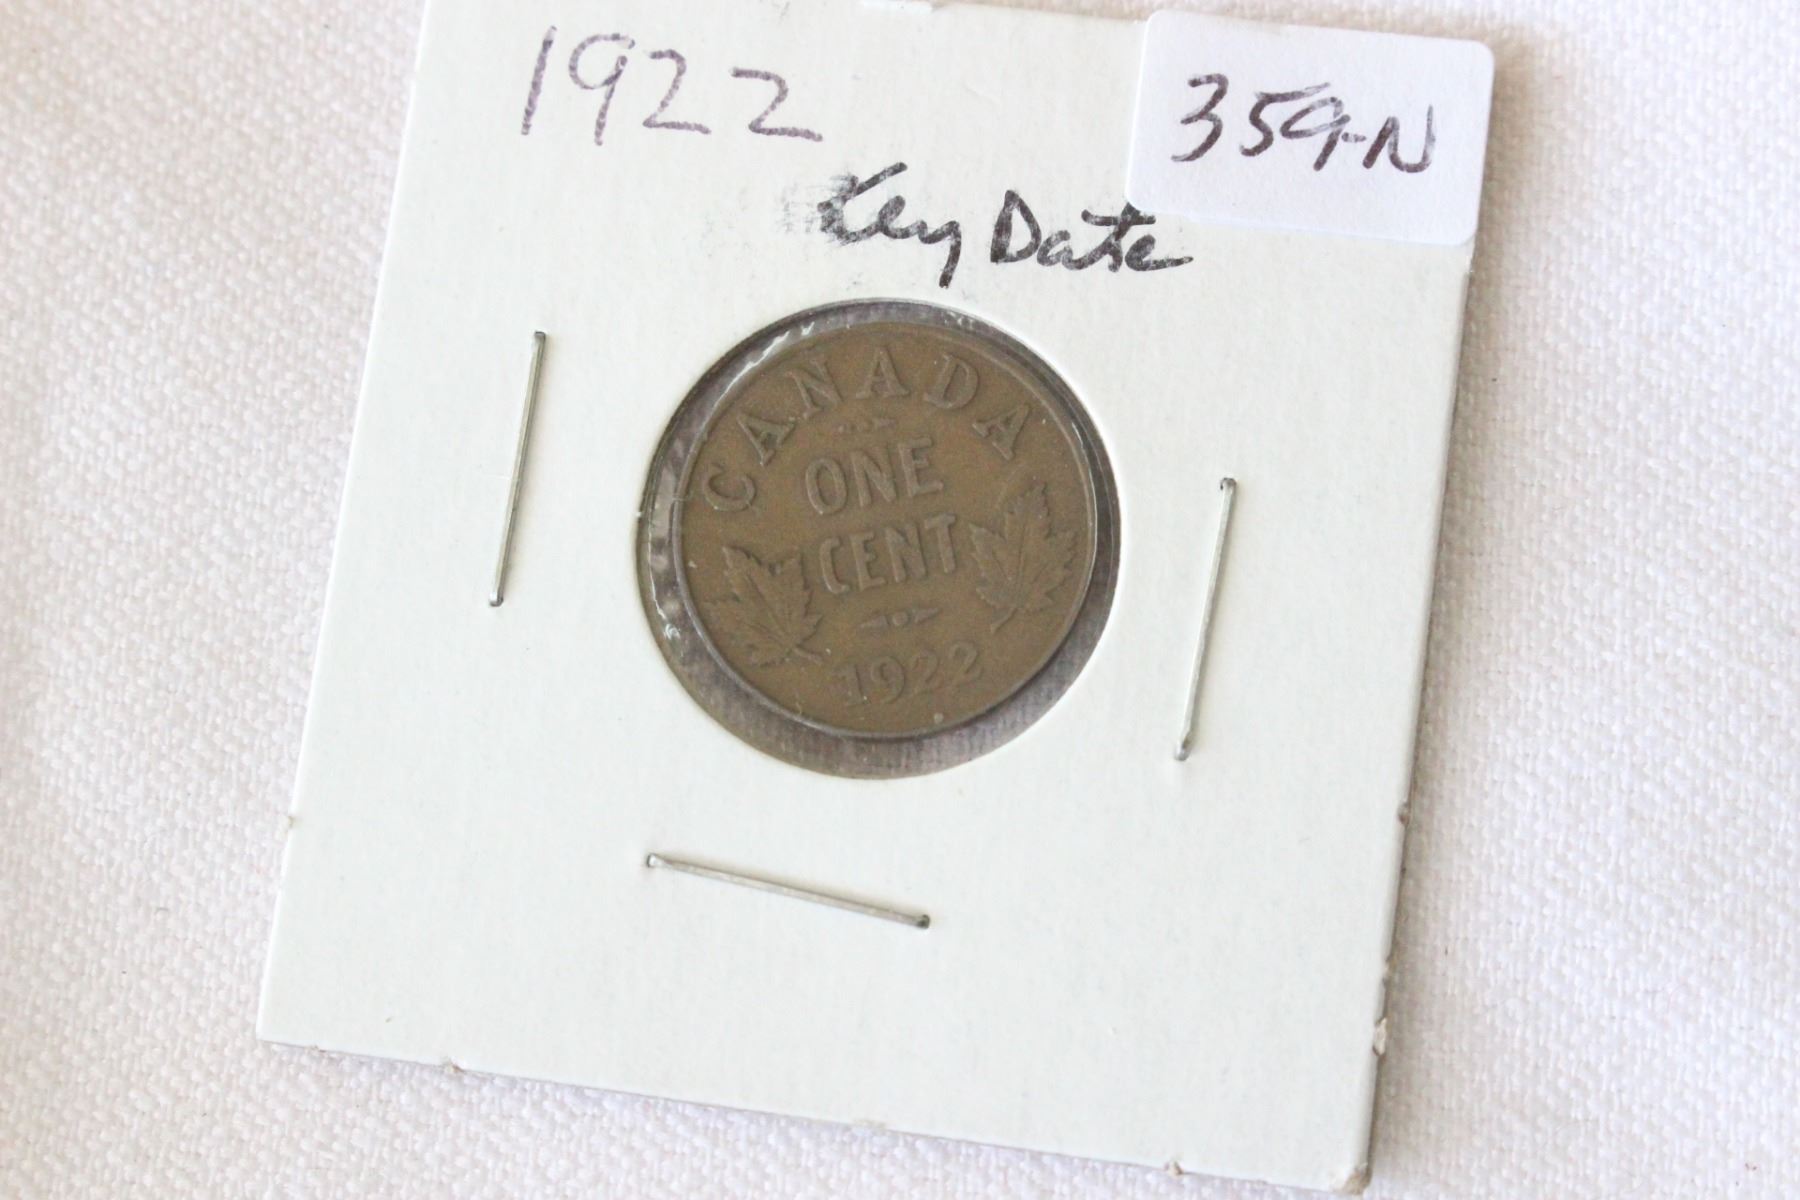 1922
359-N
Key Date
CANADA
ONE
CENT
1922